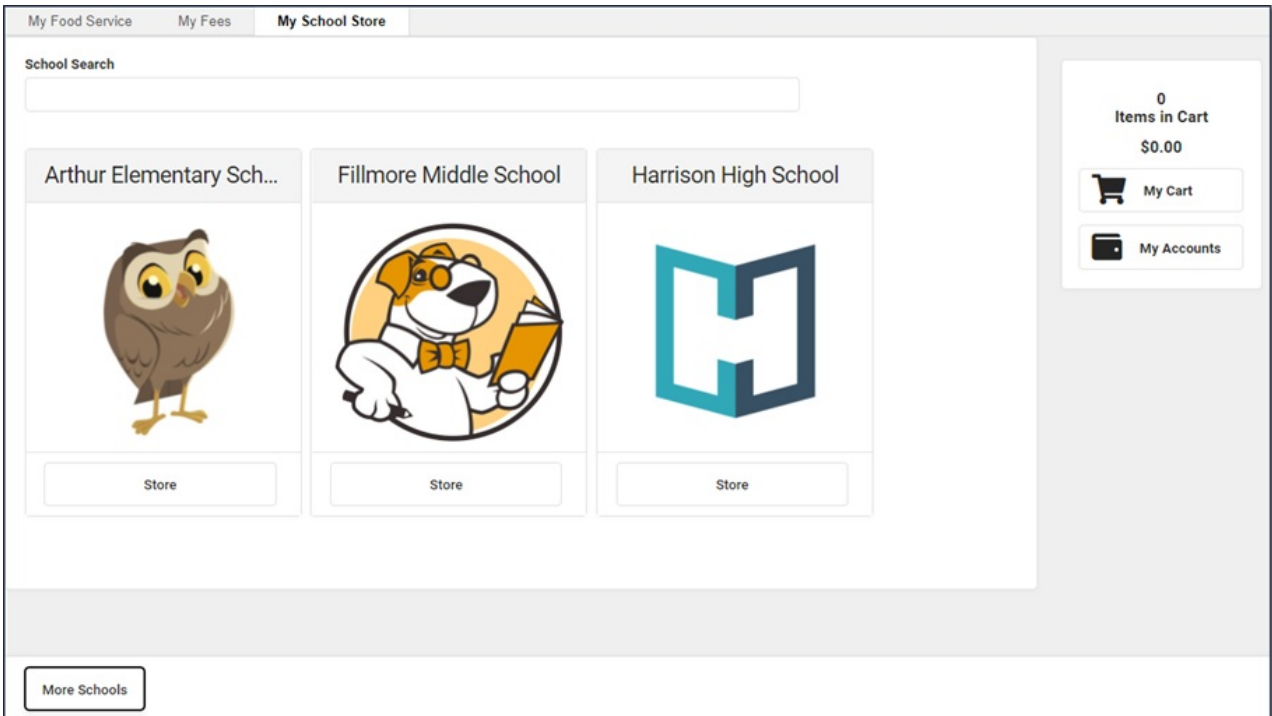 My Food Service My Fees My School Store
School Search
0
Items in Cart
$0.00
My Cart
My Accounts
Arthur Elementary Sch... Fillmore Middle School Harrison High School
Store Store Store
More Schools